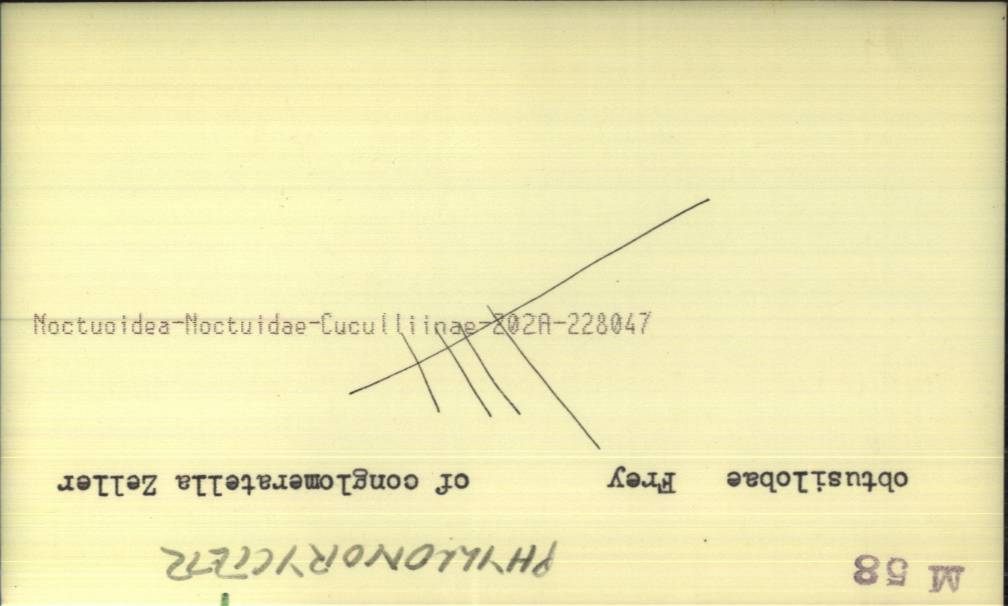 Noctuoidea-Noctuidae-Cuculliinae-202A-228047
M 58 PHYLLONORYCTER
obtusilobae Frey of conglomeratella Zeller